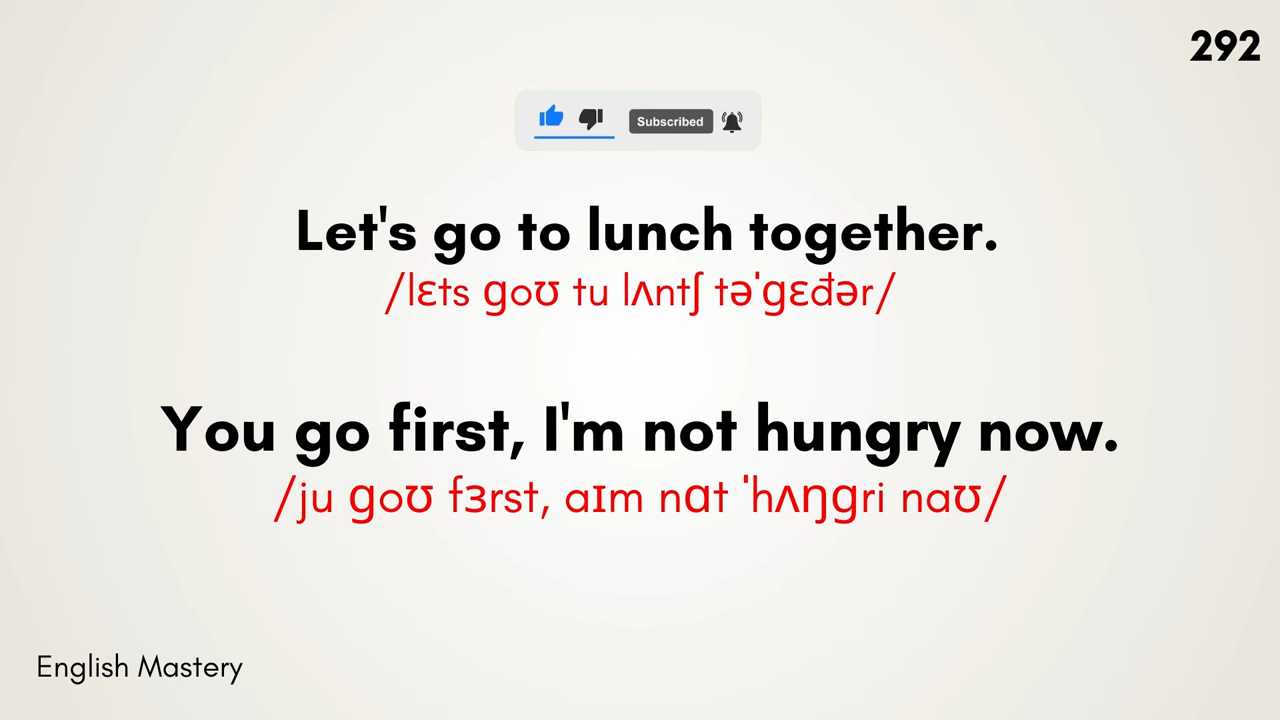 292
Subscribed
Let's go to lunch together.
/lɛts ɡoʊ tu lʌntʃ təˈɡɛđər/
You go first, I'm not hungry now.
/ju ɡoʊ fɜrst, aɪm nɑt ˈhʌŋɡri naʊ/
English Mastery